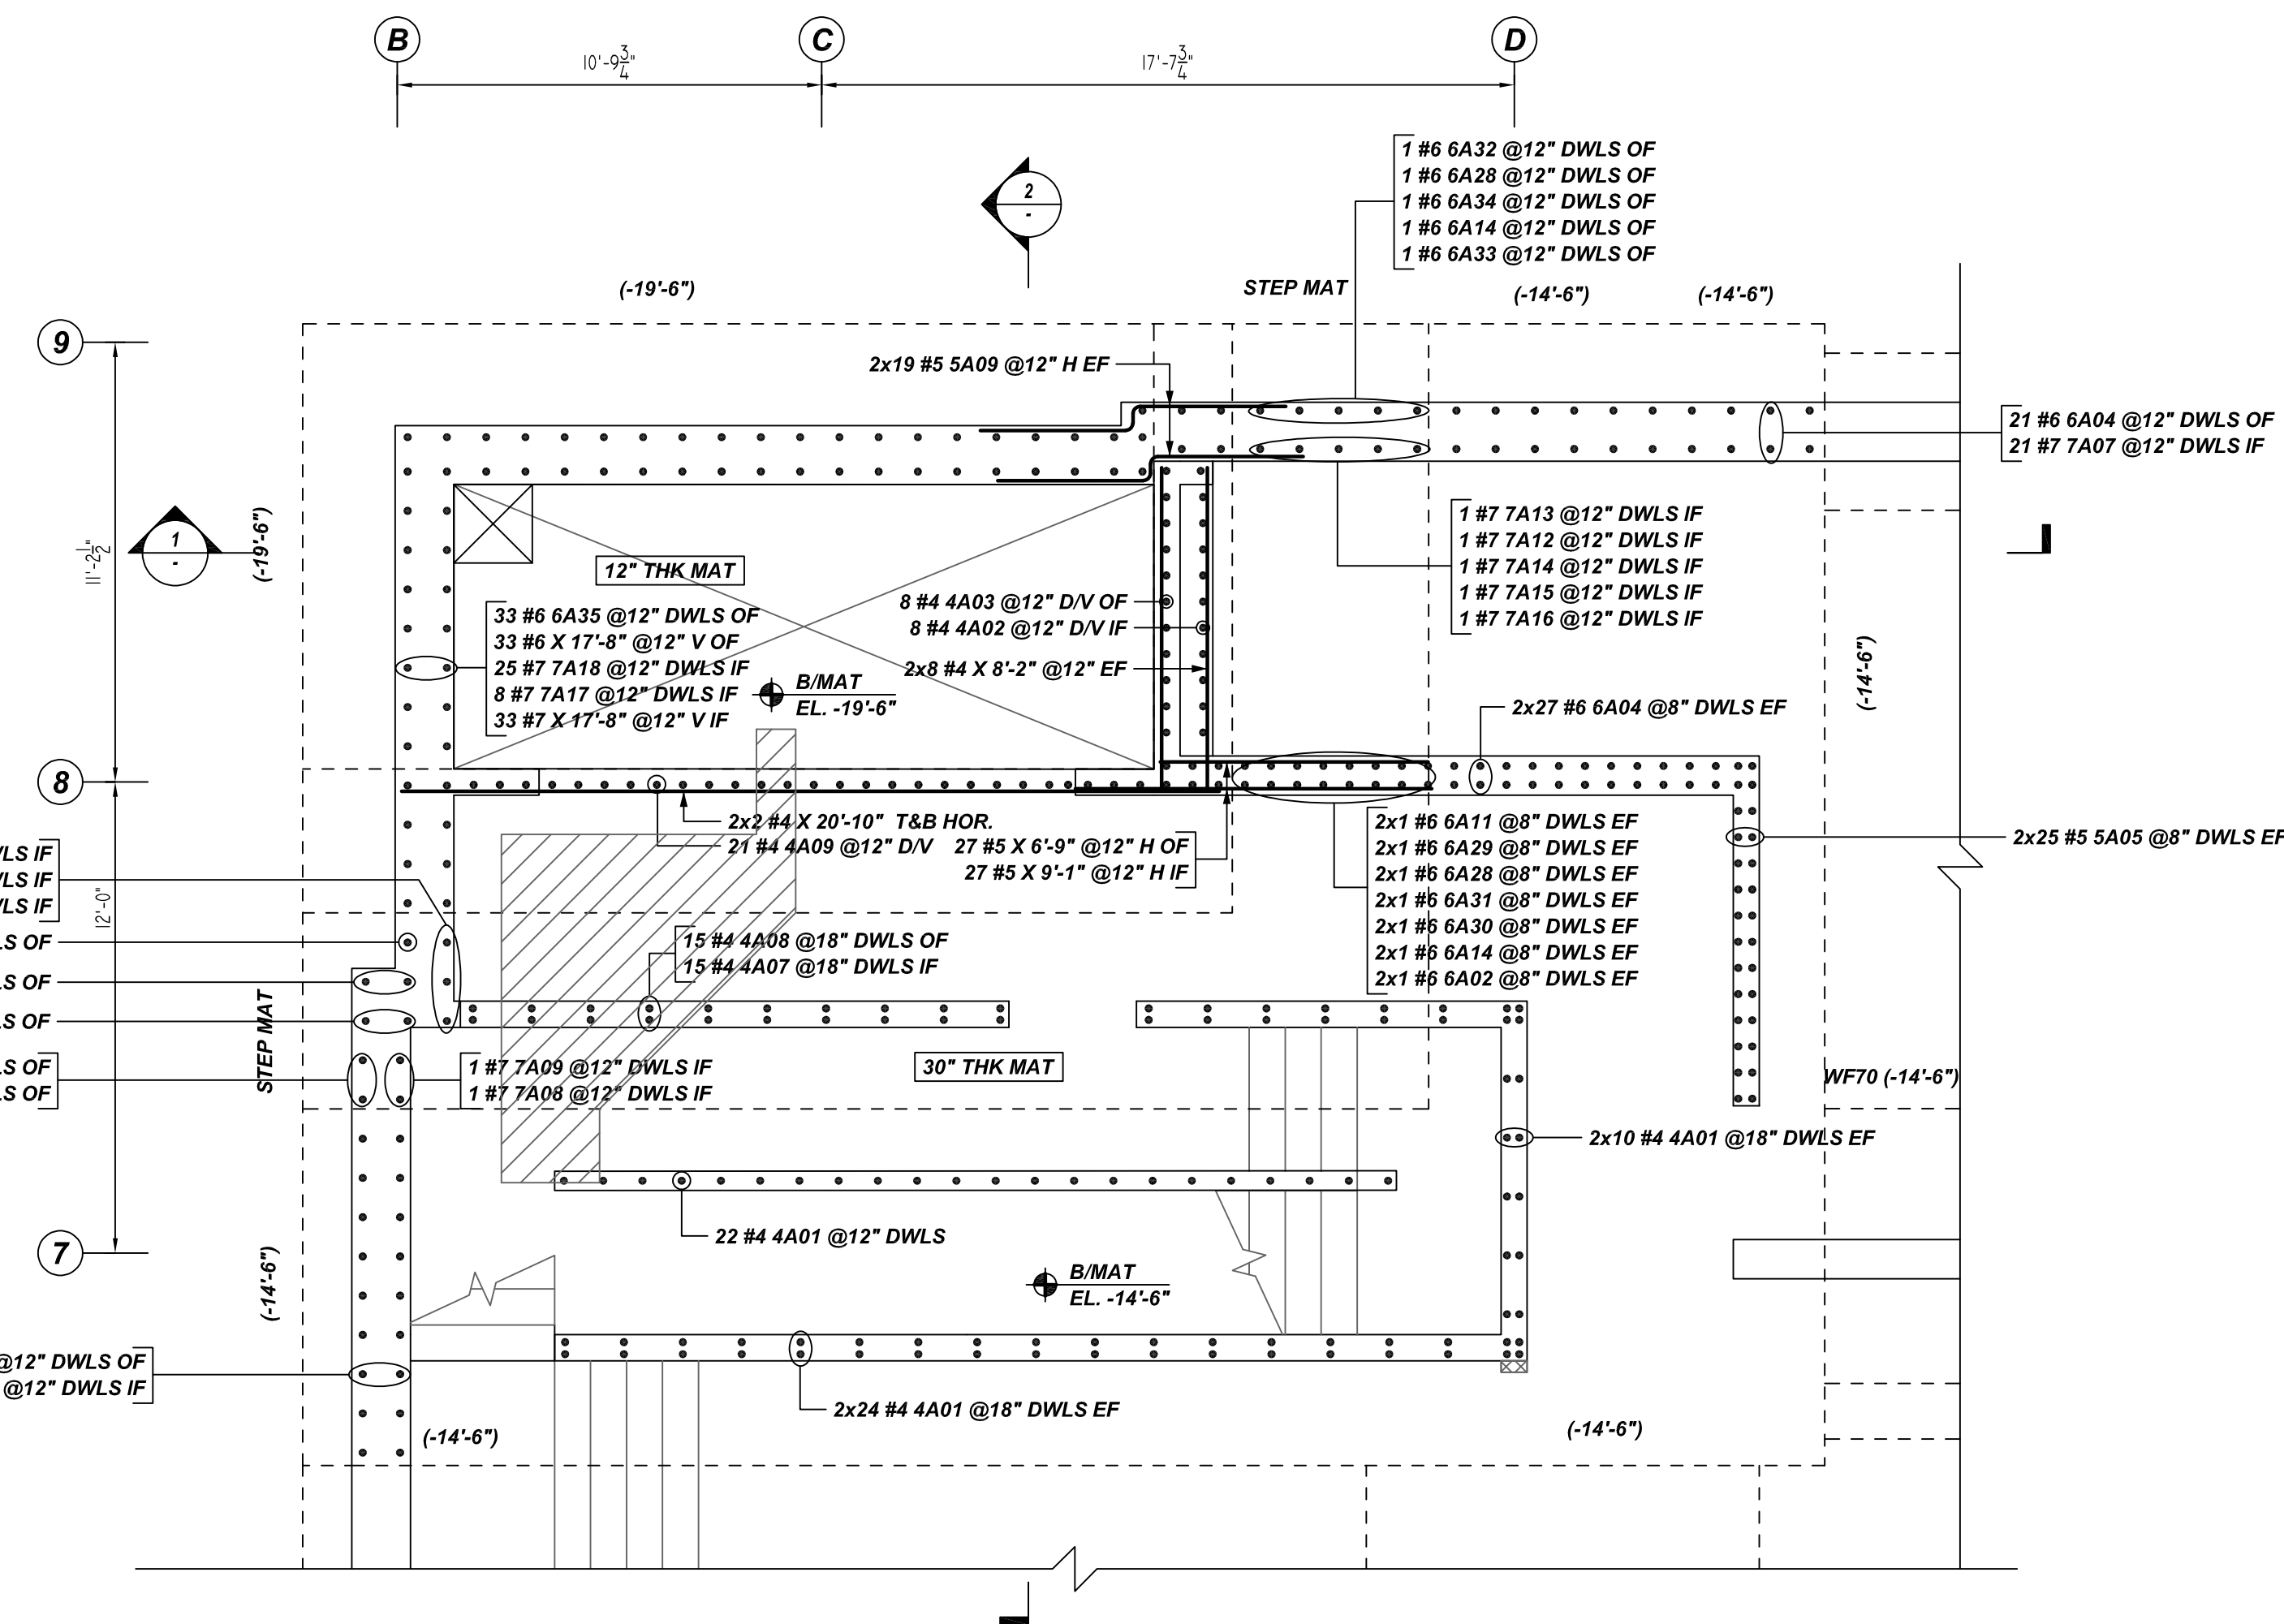 B
C
D
10'-9 3/4"
17'-7 3/4"
1 #6 6A32 @12" DWLS OF
1 #6 6A28 @12" DWLS OF
1 #6 6A34 @12" DWLS OF
1 #6 6A14 @12" DWLS OF
1 #6 6A33 @12" DWLS OF
2
-
(-19'-6")
STEP MAT
(-14'-6")
(-14'-6")
9
2x19 #5 5A09 @12" H EF
21 #6 6A04 @12" DWLS OF
21 #7 7A07 @12" DWLS IF
11'-2 1/2"
1
-
(-19'-6")
12" THK MAT
1 #7 7A13 @12" DWLS IF
1 #7 7A12 @12" DWLS IF
1 #7 7A14 @12" DWLS IF
1 #7 7A15 @12" DWLS IF
1 #7 7A16 @12" DWLS IF
33 #6 6A35 @12" DWLS OF
33 #6 X 17'-8" @12" V OF
25 #7 7A18 @12" DWLS IF
8 #7 7A17 @12" DWLS IF
33 #7 X 17'-8" @12" V IF
8 #4 4A03 @12" D/V OF
8 #4 4A02 @12" D/V IF
2x8 #4 X 8'-2" @12" EF
B/MAT
EL. -19'-6"
(-14'-6")
2x27 #6 6A04 @8" DWLS EF
8
2x2 #4 X 20'-10" T&B HOR.
21 #4 4A09 @12" D/V
27 #5 X 6'-9" @12" H OF
27 #5 X 9'-1" @12" H IF
2x1 #6 6A11 @8" DWLS EF
2x1 #6 6A29 @8" DWLS EF
2x1 #6 6A28 @8" DWLS EF
2x1 #6 6A31 @8" DWLS EF
2x1 #6 6A30 @8" DWLS EF
2x1 #6 6A14 @8" DWLS EF
2x1 #6 6A02 @8" DWLS EF
2x25 #5 5A05 @8" DWLS EF
IF
IF
IF
12'-0"
OF
OF
OF
OF
OF
15 #4 4A08 @18" DWLS OF
15 #4 4A07 @18" DWLS IF
STEP MAT
1 #7 7A09 @12" DWLS IF
1 #7 7A08 @12" DWLS IF
30" THK MAT
WF70 (-14'-6")
2x10 #4 4A01 @18" DWLS EF
22 #4 4A01 @12" DWLS
7
(-14'-6")
B/MAT
EL. -14'-6"
@12" DWLS OF
@12" DWLS IF
2x24 #4 4A01 @18" DWLS EF
(-14'-6")
(-14'-6")